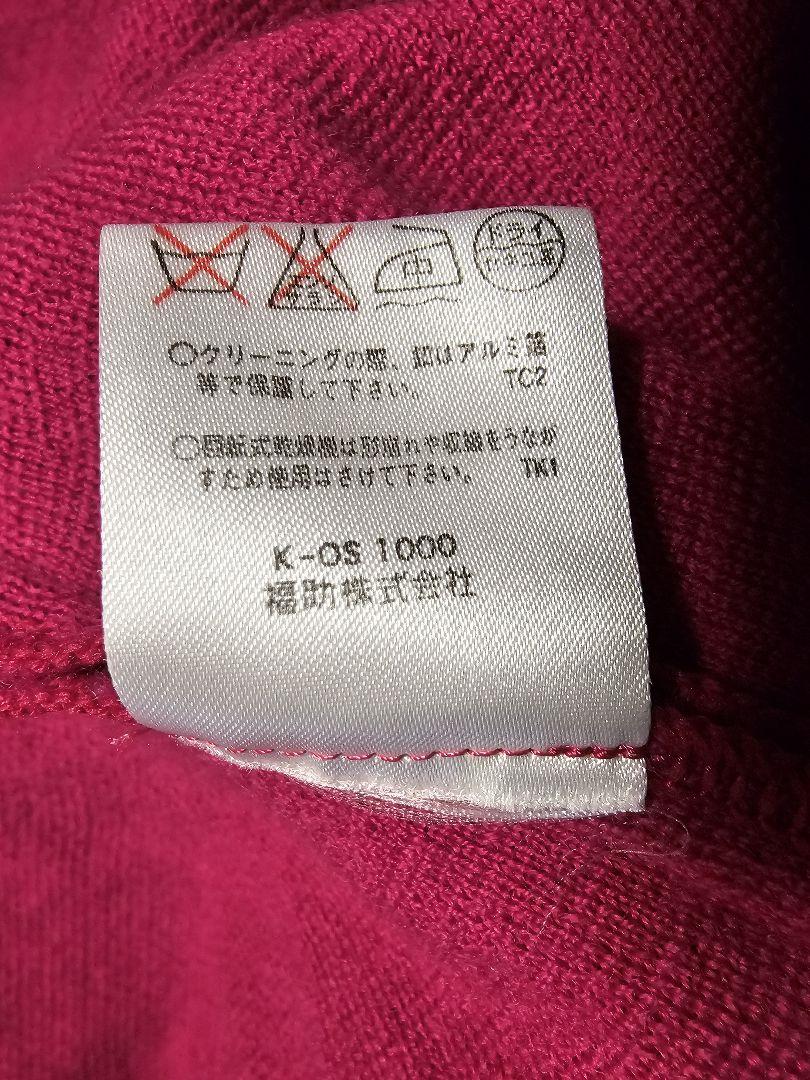 中
ドライ
セキユ系
○クリーニングの際、釦はアルミ箔
等で保護して下さい。 TC2
○回転式乾燥機は形崩れや収縮をうなが
すため使用はさけて下さい。 TK1
K-OS 1000
福助株式会社